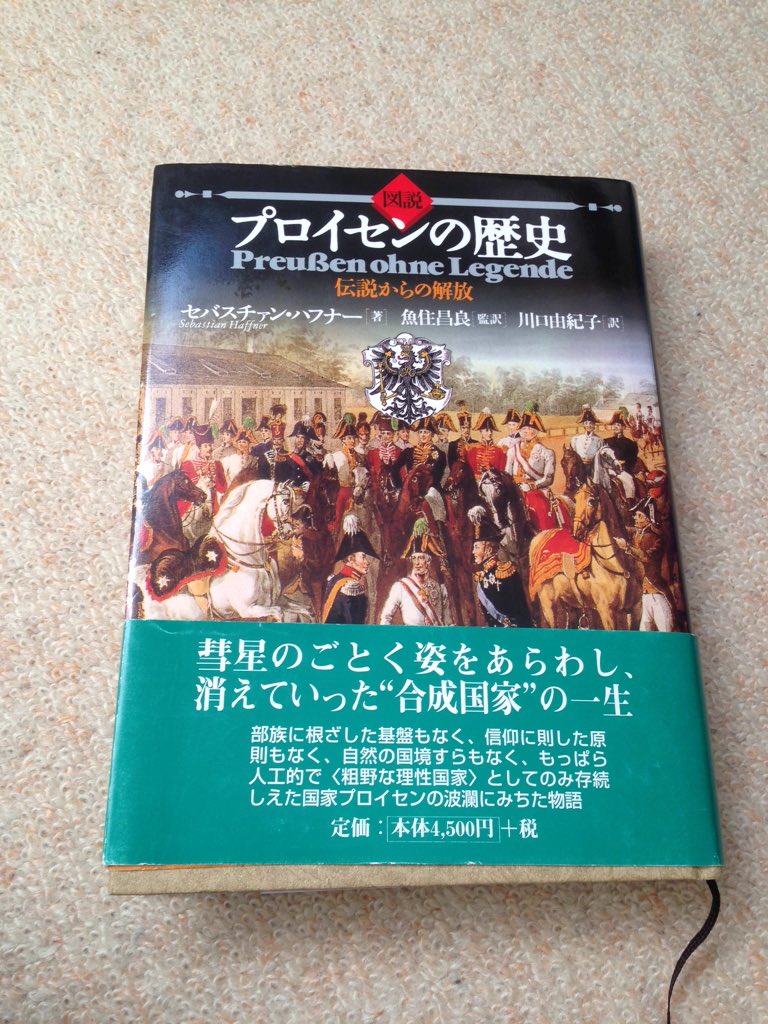 図説
プロイセンの歴史
Preußen ohne Legende
伝説からの解放
セバスチァン・ハフナー[著] 魚住昌良[監訳] 川口由紀子[訳]
Sebastian Haffner
彗星のごとく姿をあらわし、
消えていった“合成国家”の一生
部族に根ざした基盤もなく、信仰に則した原
則もなく、自然の国境すらもなく、もっぱら
人工的で〈粗野な理性国家〉としてのみ存続
しえた国家プロイセンの波瀾にみちた物語
定価：本体4,500円+税